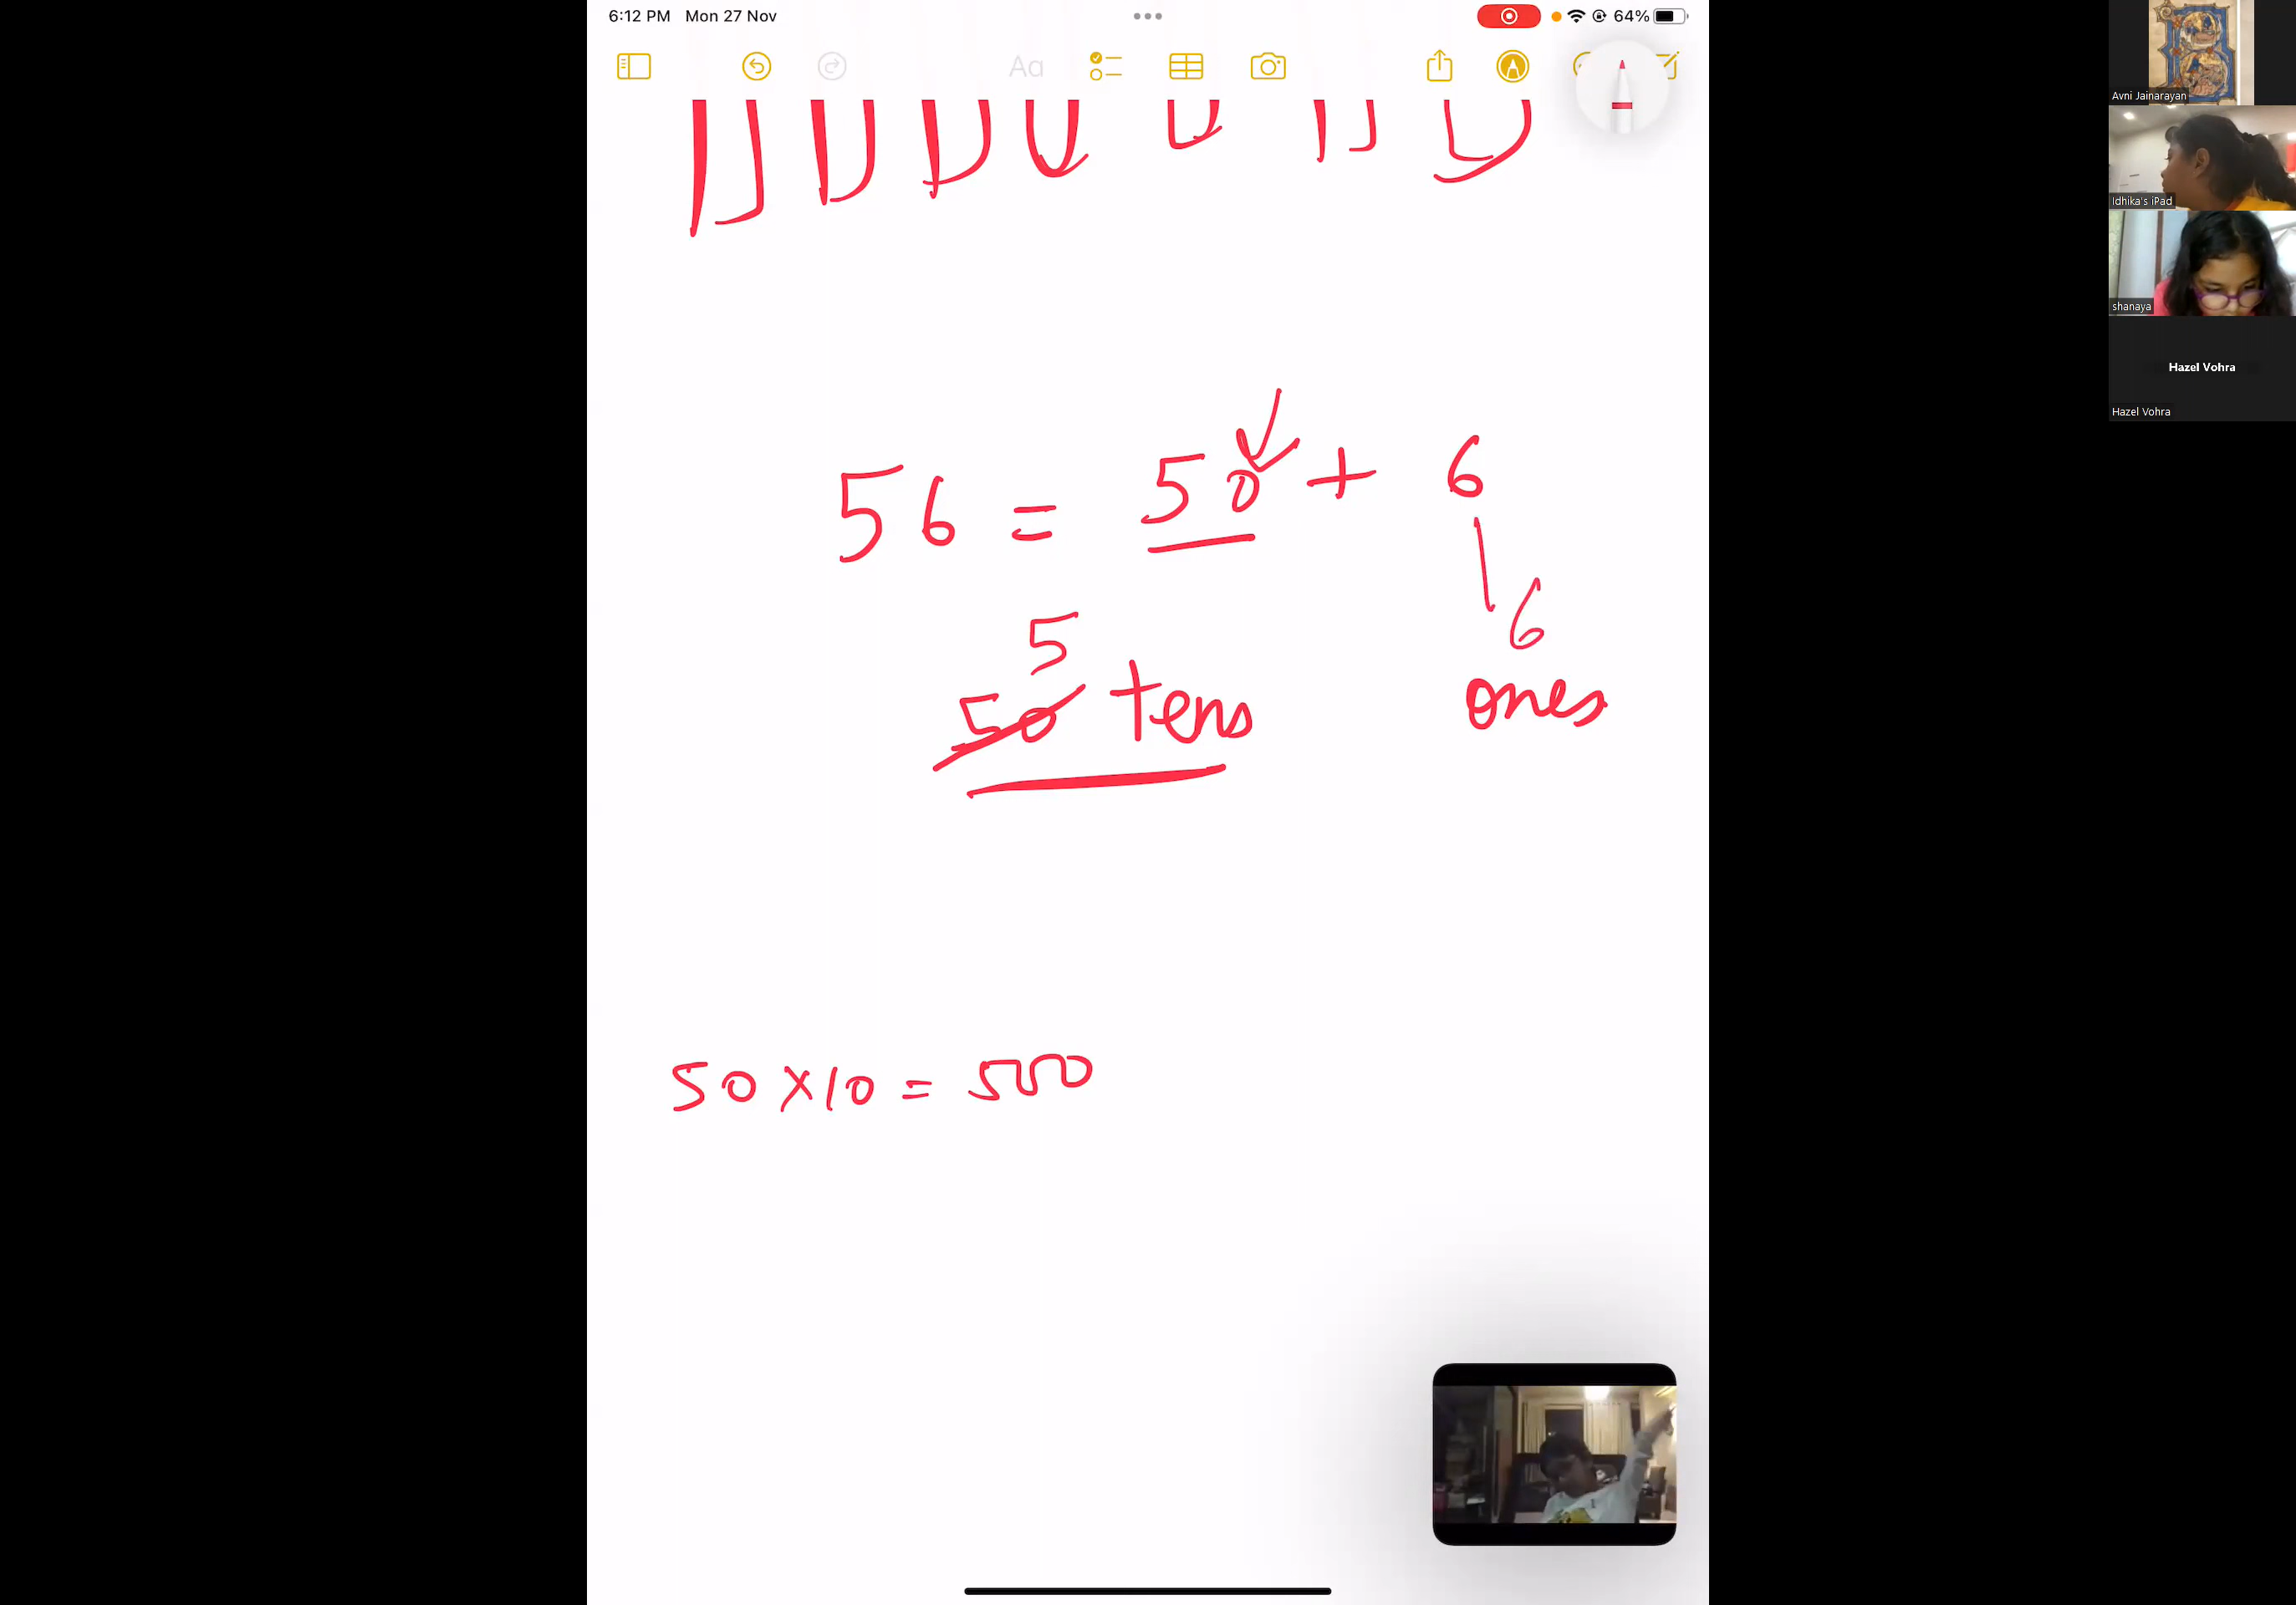 6:12 PM Mon 27 Nov
64%
Aa
Avni Jainarayan
Idhika's iPad
shanaya
Hazel Vohra
Hazel Vohra
56 = 50 + 6
6
5
50 tens
ones
50 × 10 = 500